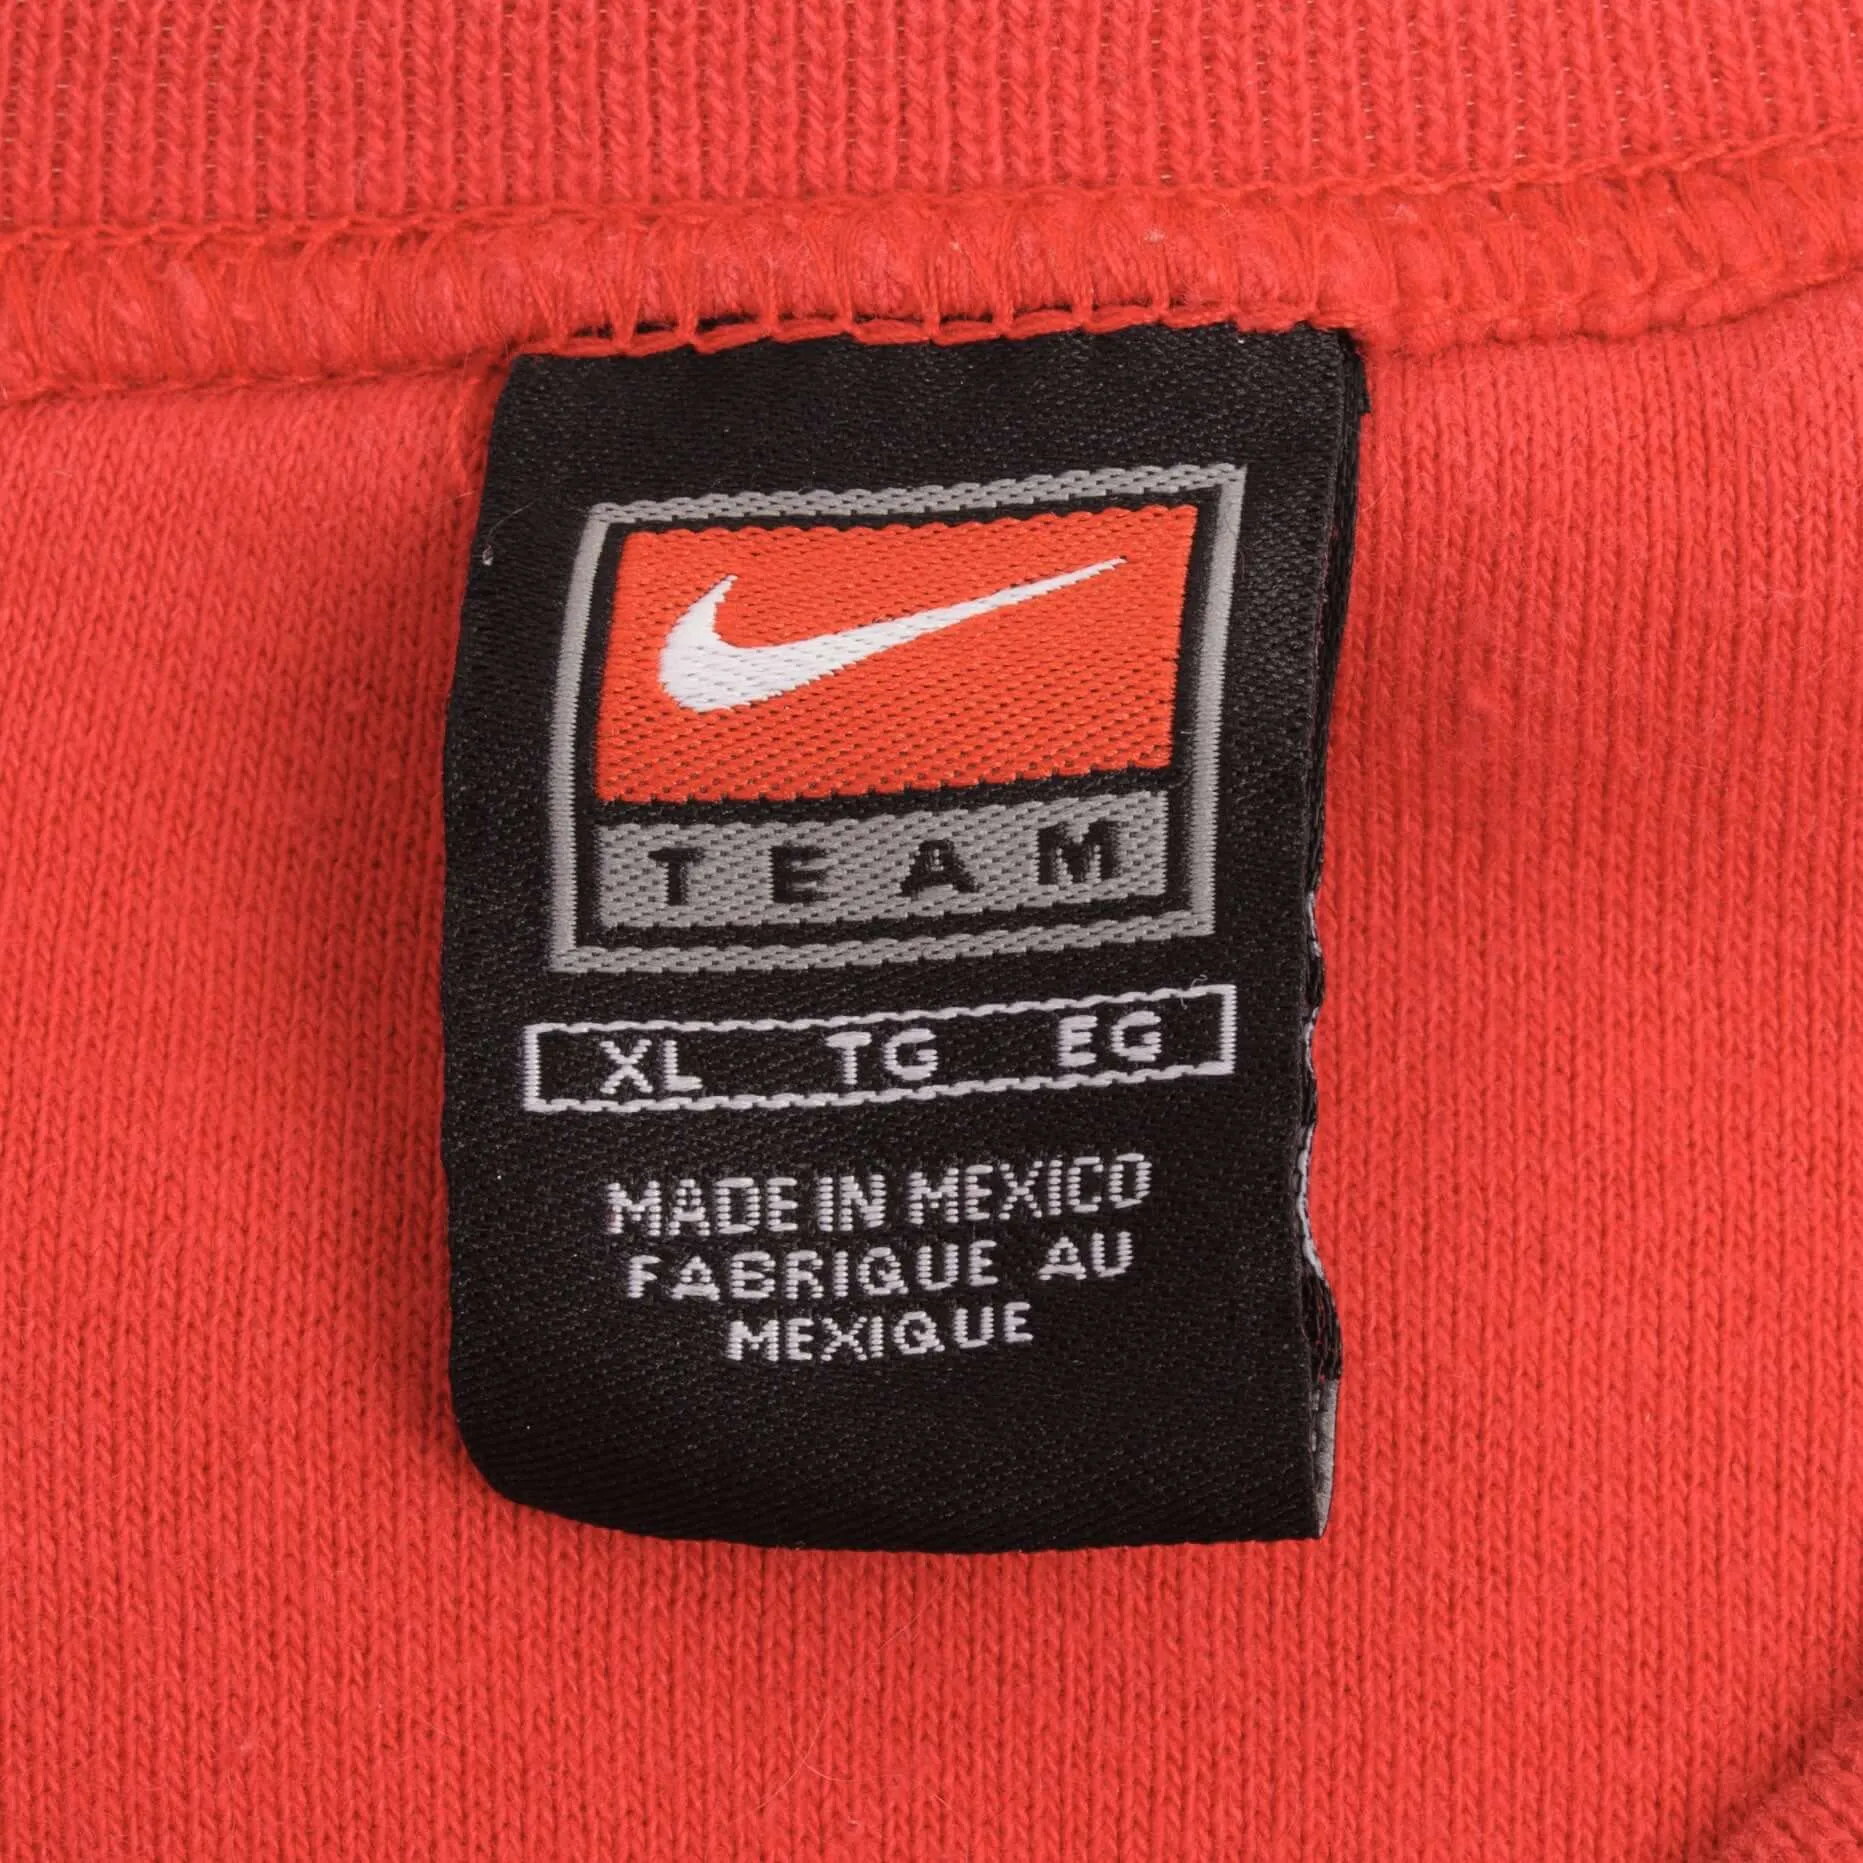 TEAM
XL TG EG
MADE IN MEXICO
FABRIQUE AU
MEXIQUE